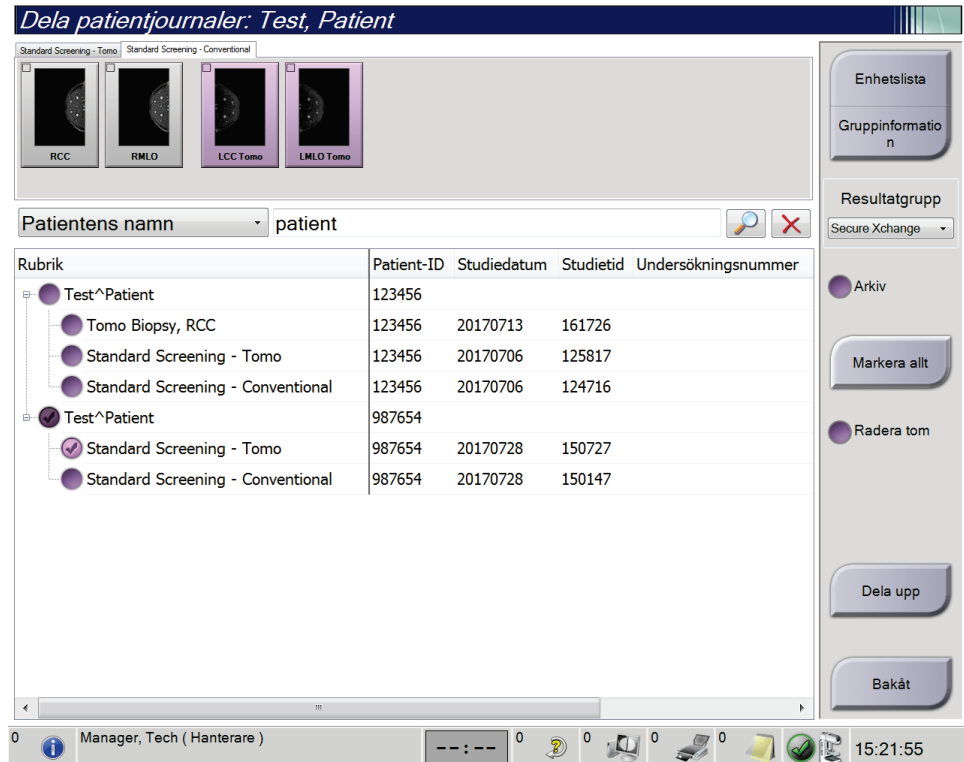 Dela patientjournaler: Test, Patient
Standard Screening - Tomo Standard Screening - Conventional
RCC RMLO LCC Tomo LMLO Tomo
Patientens namn patient
Rubrik Patient-ID Studiedatum Studietid Undersökningsnummer
Test^Patient 123456
Tomo Biopsy, RCC 123456 20170713 161726
Standard Screening - Tomo 123456 20170706 125817
Standard Screening - Conventional 123456 20170706 124716
Test^Patient 987654
Standard Screening - Tomo 987654 20170728 150727
Standard Screening - Conventional 987654 20170728 150147
Enhetslista
Gruppinformatio
n
Resultatgrupp
Secure Xchange
Arkiv
Markera allt
Radera tom
Dela upp
Bakåt
0 Manager, Tech ( Hanterare ) --:-- 0 0 0 0 15:21:55